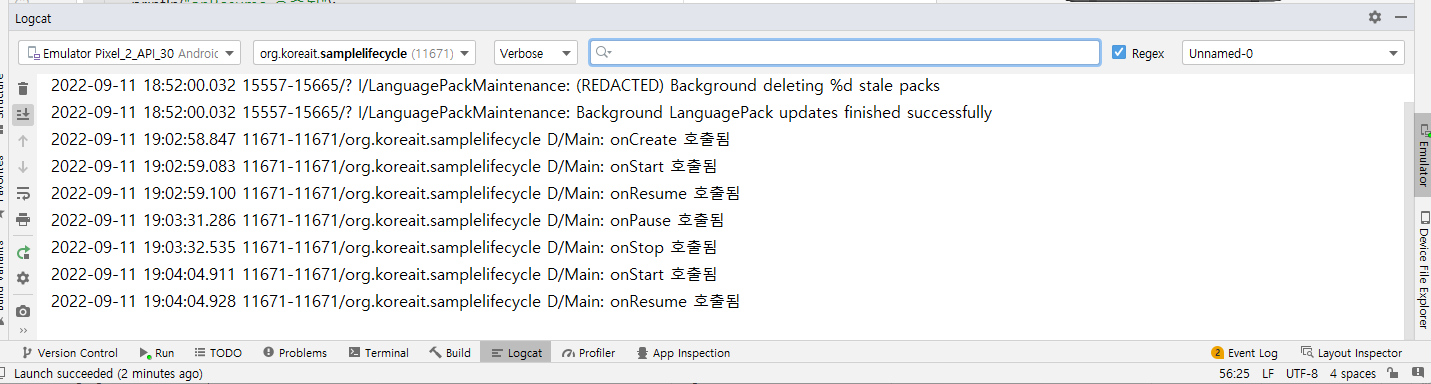 Logcat
Emulator Pixel_2_API_30 Android
org.koreait.samplelifecycle (11671)
Verbose
Regex
Unnamed-0
2022-09-11 18:52:00.032 15557-15665/? I/LanguagePackMaintenance: (REDACTED) Background deleting %d stale packs
2022-09-11 18:52:00.032 15557-15665/? I/LanguagePackMaintenance: Background LanguagePack updates finished successfully
2022-09-11 19:02:58.847 11671-11671/org.koreait.samplelifecycle D/Main: onCreate 호출됨
2022-09-11 19:02:59.083 11671-11671/org.koreait.samplelifecycle D/Main: onStart 호출됨
2022-09-11 19:02:59.100 11671-11671/org.koreait.samplelifecycle D/Main: onResume 호출됨
2022-09-11 19:03:31.286 11671-11671/org.koreait.samplelifecycle D/Main: onPause 호출됨
2022-09-11 19:03:32.535 11671-11671/org.koreait.samplelifecycle D/Main: onStop 호출됨
2022-09-11 19:04:04.911 11671-11671/org.koreait.samplelifecycle D/Main: onStart 호출됨
2022-09-11 19:04:04.928 11671-11671/org.koreait.samplelifecycle D/Main: onResume 호출됨
Emulator
Device File Explorer
Version Control
Run
TODO
Problems
Terminal
Build
Logcat
Profiler
App Inspection
2 Event Log
Layout Inspector
Launch succeeded (2 minutes ago)
56:25 LF UTF-8 4 spaces